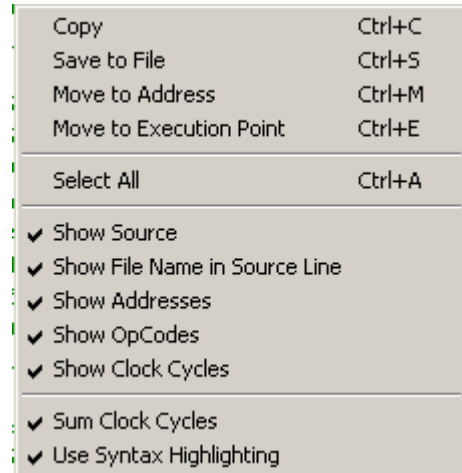 Copy Ctrl+C
Save to File Ctrl+S
Move to Address Ctrl+M
Move to Execution Point Ctrl+E
Select All Ctrl+A
Show Source
Show File Name in Source Line
Show Addresses
Show OpCodes
Show Clock Cycles
Sum Clock Cycles
Use Syntax Highlighting